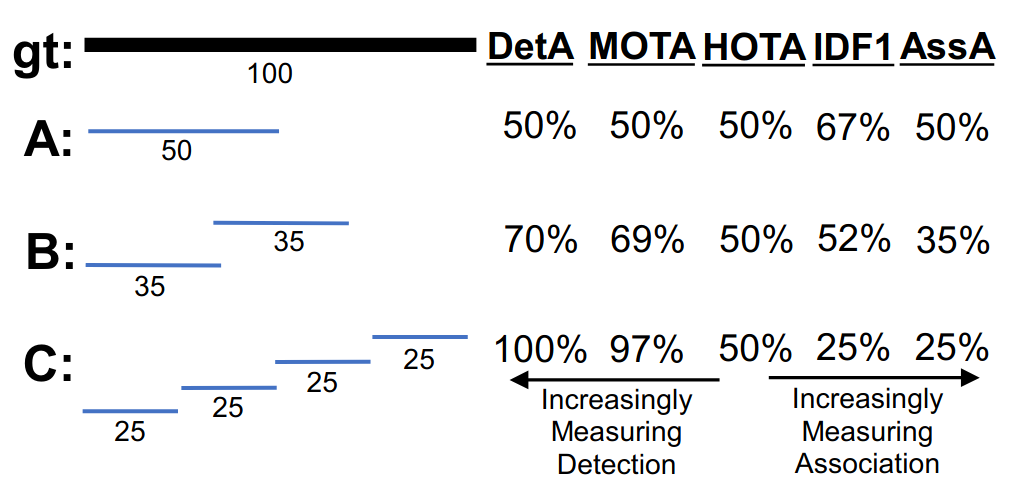 gt: DetA MOTA HOTA IDF1 AssA
100
A: 50% 50% 50% 67% 50%
50
B: 70% 69% 50% 52% 35%
35
35
C: 100% 97% 50% 25% 25%
25
25
25
25
Increasingly
Measuring
Detection
Increasingly
Measuring
Association